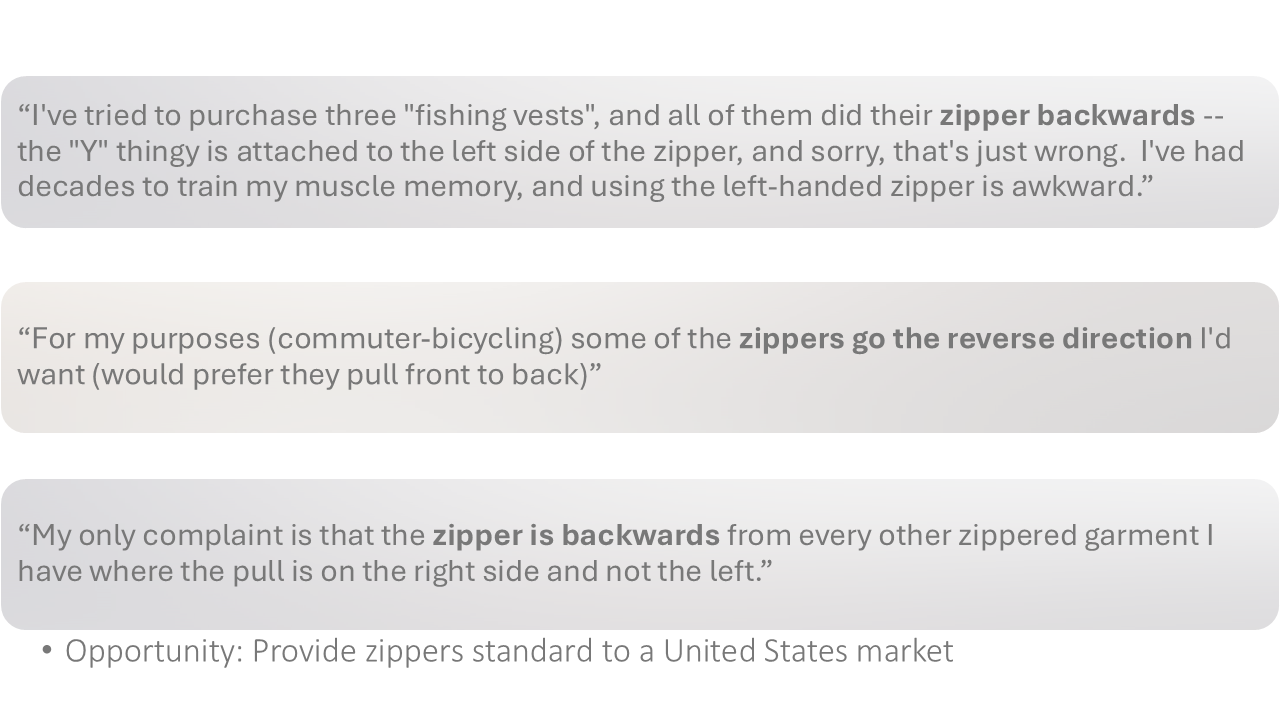 “I've tried to purchase three "fishing vests", and all of them did their zipper backwards --
the "Y" thingy is attached to the left side of the zipper, and sorry, that's just wrong.  I've had
decades to train my muscle memory, and using the left-handed zipper is awkward.”
“For my purposes (commuter-bicycling) some of the zippers go the reverse direction I'd
want (would prefer they pull front to back)”
“My only complaint is that the zipper is backwards from every other zippered garment I
have where the pull is on the right side and not the left.”
• Opportunity: Provide zippers standard to a United States market